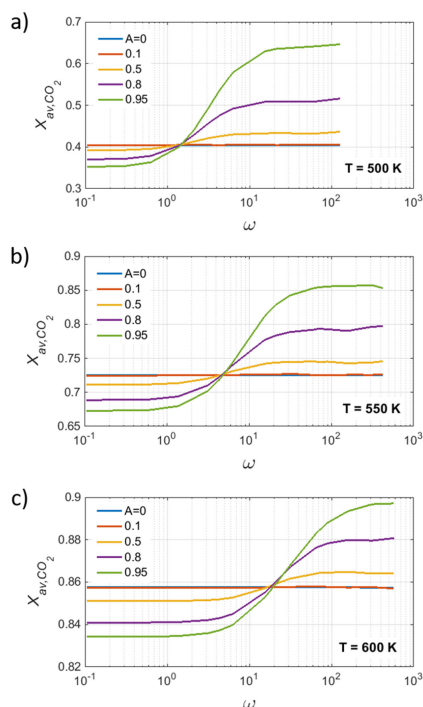 a)
0.7
0.6
0.5
0.4
0.3
X_{av,CO_2}
A=0
0.1
0.5
0.8
0.95
T = 500 K
10^{-1} 10^{0} 10^{1} 10^{2} 10^{3}
ω
b)
0.9
0.85
0.8
0.75
0.7
0.65
X_{av,CO_2}
A=0
0.1
0.5
0.8
0.95
T = 550 K
10^{-1} 10^{0} 10^{1} 10^{2} 10^{3}
ω
c)
0.9
0.88
0.86
0.84
0.82
X_{av,CO_2}
A=0
0.1
0.5
0.8
0.95
T = 600 K
10^{-1} 10^{0} 10^{1} 10^{2} 10^{3}
ω